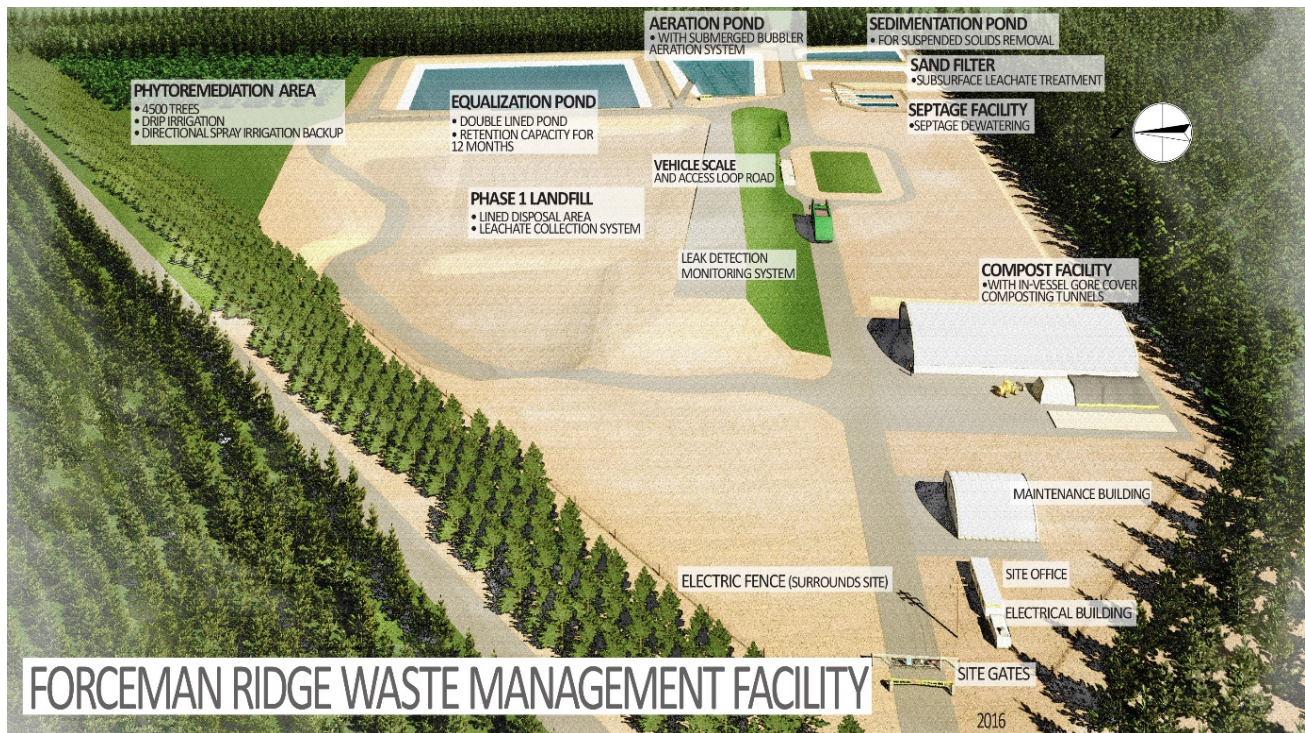 AERATION POND
• WITH SUBMERGED BUBBLER
AERATION SYSTEM
SEDIMENTATION POND
• FOR SUSPENDED SOLIDS REMOVAL
SAND FILTER
•SUBSURFACE LEACHATE TREATMENT
PHYTOREMEDIATION AREA
• 4500 TREES
• DRIP IRRIGATION
• DIRECTIONAL SPRAY IRRIGATION BACKUP
EQUALIZATION POND
• DOUBLE LINED POND
• RETENTION CAPACITY FOR
12 MONTHS
SEPTAGE FACILITY
•SEPTAGE DEWATERING
VEHICLE SCALE
AND ACCESS LOOP ROAD
PHASE 1 LANDFILL
• LINED DISPOSAL AREA
• LEACHATE COLLECTION SYSTEM
LEAK DETECTION
MONITORING SYSTEM
COMPOST FACILITY
•WITH IN-VESSEL GORE COVER
COMPOSTING TUNNELS
MAINTENANCE BUILDING
ELECTRIC FENCE (SURROUNDS SITE)
SITE OFFICE
ELECTRICAL BUILDING
SITE GATES
FORCEMAN RIDGE WASTE MANAGEMENT FACILITY
2016